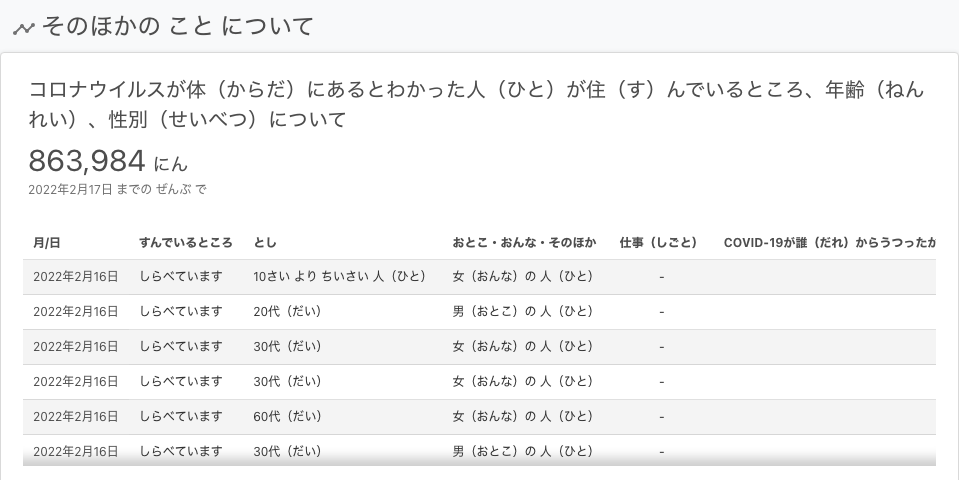 そのほかの こと について
コロナウイルスが体（からだ）にあるとわかった人（ひと）が住（す）んでいるところ、年齢（ねん
れい）、性別（せいべつ）について
863,984 にん
2022年2月17日 までの ぜんぶ で
月/日 すんでいるところ とし おとこ・おんな・そのほか 仕事（しごと） COVID-19が誰（だれ）からうつったか
2022年2月16日 しらべています 10さい より ちいさい 人（ひと） 女（おんな）の 人（ひと） -
2022年2月16日 しらべています 20代（だい） 男（おとこ）の 人（ひと） -
2022年2月16日 しらべています 30代（だい） 女（おんな）の 人（ひと） -
2022年2月16日 しらべています 30代（だい） 女（おんな）の 人（ひと） -
2022年2月16日 しらべています 60代（だい） 女（おんな）の 人（ひと） -
2022年2月16日 しらべています 30代（だい） 男（おとこ）の 人（ひと） -